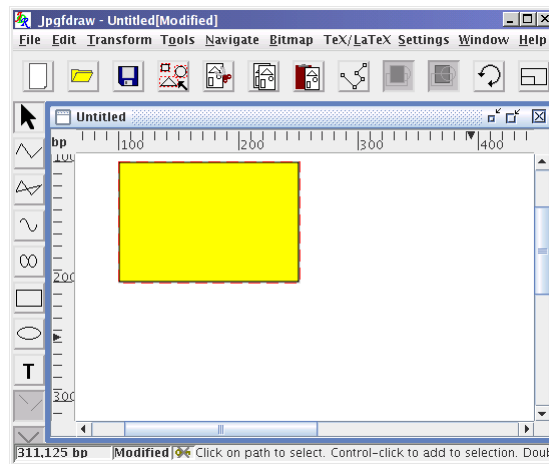 Jpgfdraw - Untitled[Modified]
File Edit Transform Tools Navigate Bitmap TeX/LaTeX Settings Window Help
Untitled
bp 100 200 300 400
100
200
T
300
311,125 bp Modified Click on path to select. Control-click to add to selection. Doul